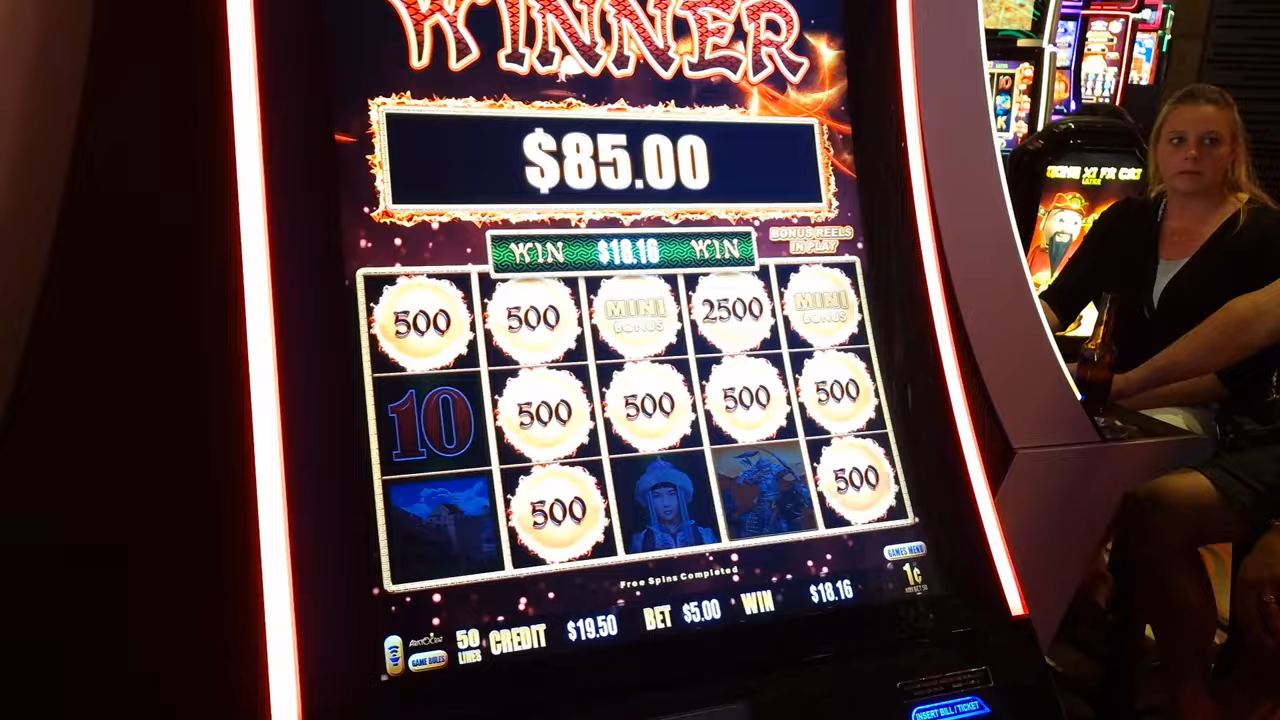 WINNER
$85.00
WIN $18.16 WIN
BONUS REELS
IN PLAY
500 500 MINI BONUS 2500 MINI BONUS
10 500 500 500 500
500 500
Free Spins Completed
GAMES MENU
1¢
ARISTOCRAT
GAME RULES
50 LINES CREDIT $19.50 BET $5.00 WIN $18.16
INSERT BILL/TICKET